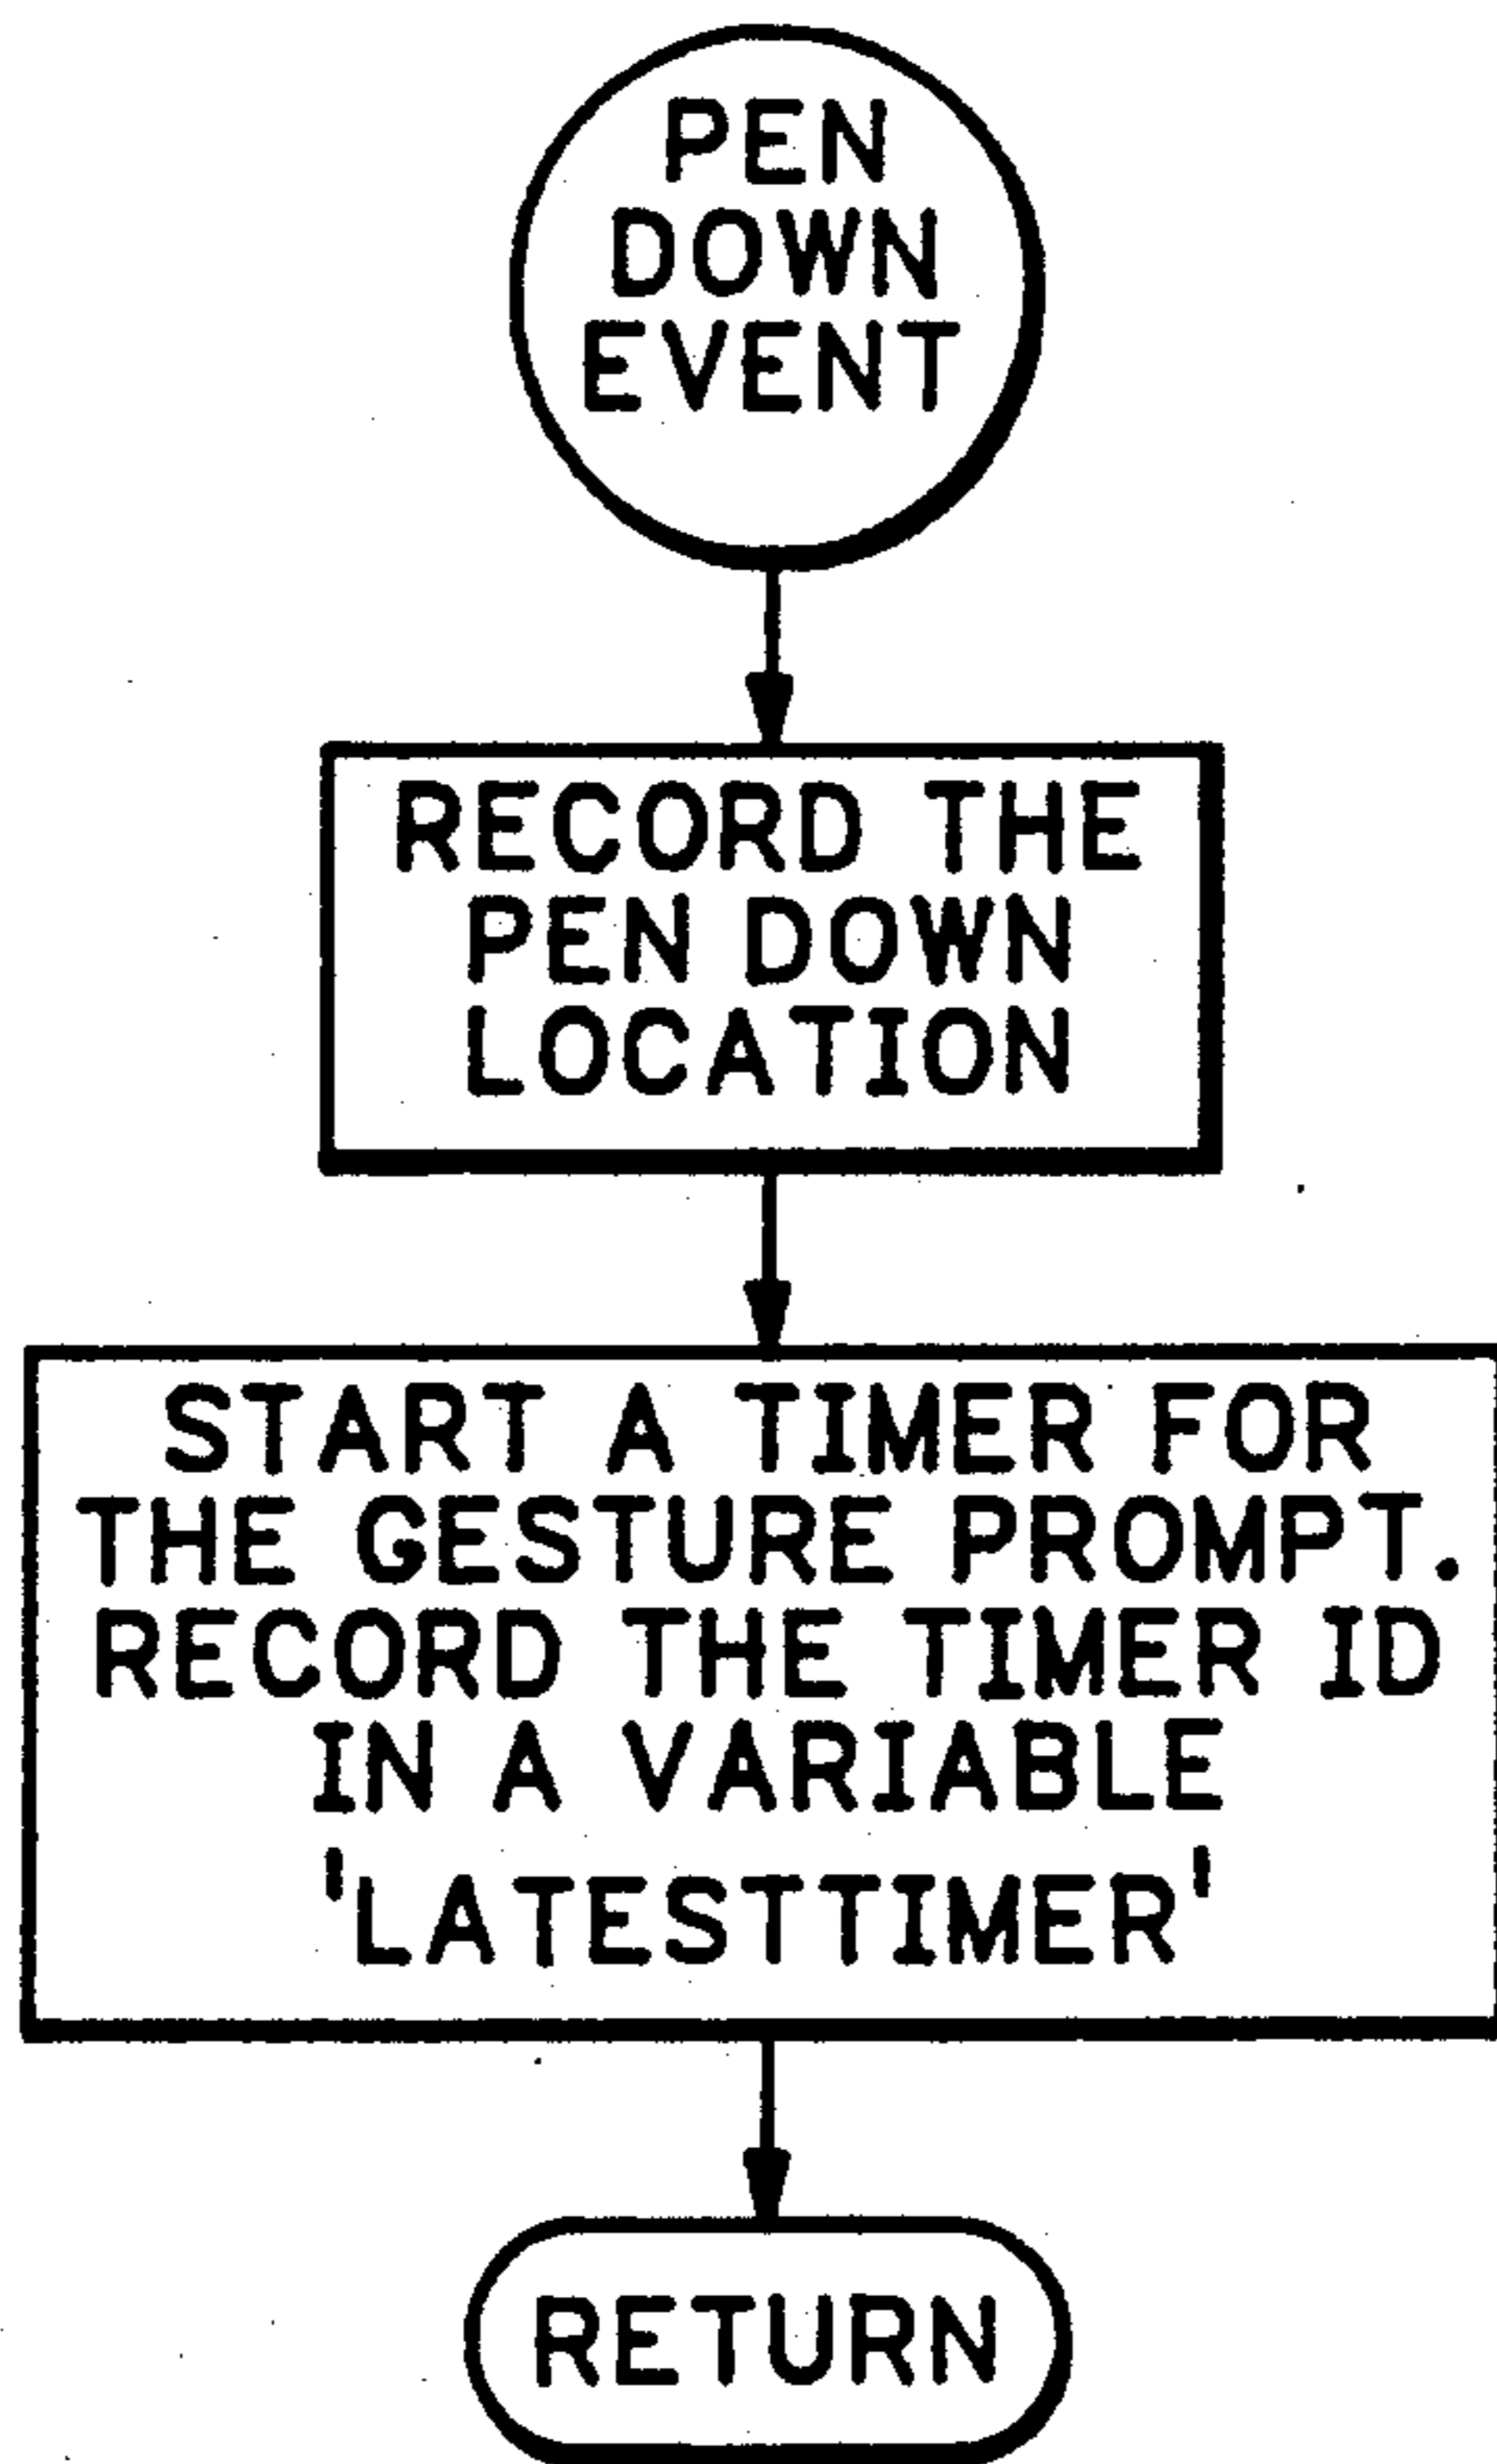 PEN
DOWN
EVENT
RECORD THE
PEN DOWN
LOCATION
START A TIMER FOR
THE GESTURE PROMPT.
RECORD THE TIMER ID
IN A VARIABLE
'LATESTTIMER'
RETURN